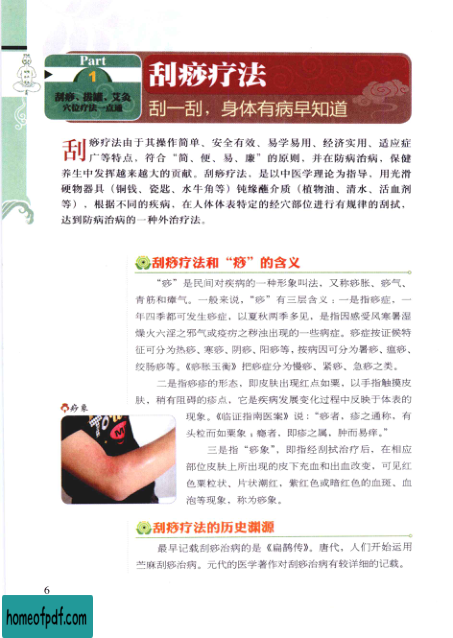 Part
1
刮痧、拔罐、艾灸
穴位疗法一点通
刮痧疗法
刮一刮，身体有病早知道
刮痧疗法由于其操作简单、安全有效、易学易用、经济实用、适应症
广等特点，符合“简、便、易、廉”的原则，并在防病治病，保健
养生中发挥越来越大的贡献。刮痧疗法，是以中医学理论为指导，用光滑
硬物器具（铜钱、瓷匙、水牛角等）钝缘蘸介质（植物油、清水、活血剂
等），根据不同的疾病，在人体体表特定的经穴部位进行有规律的刮拭，
达到防病治病的一种外治疗法。
刮痧疗法和“痧”的含义
“痧”是民间对疾病的一种形象叫法，又称痧胀、痧气、
青筋和瘴气。一般来说，“痧”有三层含义：一是指痧症，一
年四季都可发生痧症，以夏秋两季多见，是指因感受风寒暑湿
燥火六淫之邪气或疫疠之秽浊出现的一些病症。痧症按证候特
征可分为热痧、寒痧、阴痧、阳痧等，按病因可分为暑痧、瘟痧、
绞肠痧等。《痧胀玉衡》把痧症分为慢痧、紧痧、急痧之类。
二是指痧疹的形态，即皮肤出现红点如粟，以手指触摸皮
肤，稍有阻碍的疹点，它是疾病发展变化过程中反映于体表的
现象。《临证指南医案》说：“痧者，疹之通称，有
头粒而如粟象；瘾者，即疹之属，肿而易痒。”
三是指“痧象”，即指经刮拭治疗后，在相应
部位皮肤上所出现的皮下充血和出血改变，可见红
色粟粒状、片状潮红，紫红色或暗红色的血斑、血
泡等现象，称为痧象。
痧象
刮痧疗法的历史渊源
最早记载刮痧治病的是《扁鹊传》。唐代，人们开始运用
苎麻刮痧治病。元代的医学著作对刮痧治病有较详细的记载。
6
homeofpdf.com